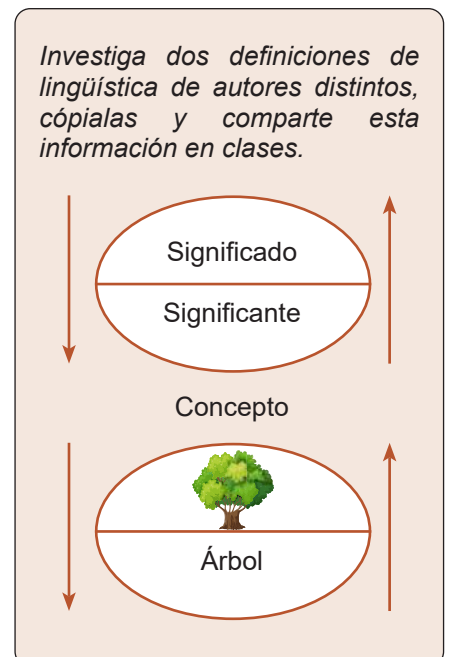 Investiga dos definiciones de
lingüística de autores distintos,
cópialas y comparte esta
información en clases.
Significado
Significante
Concepto
Árbol